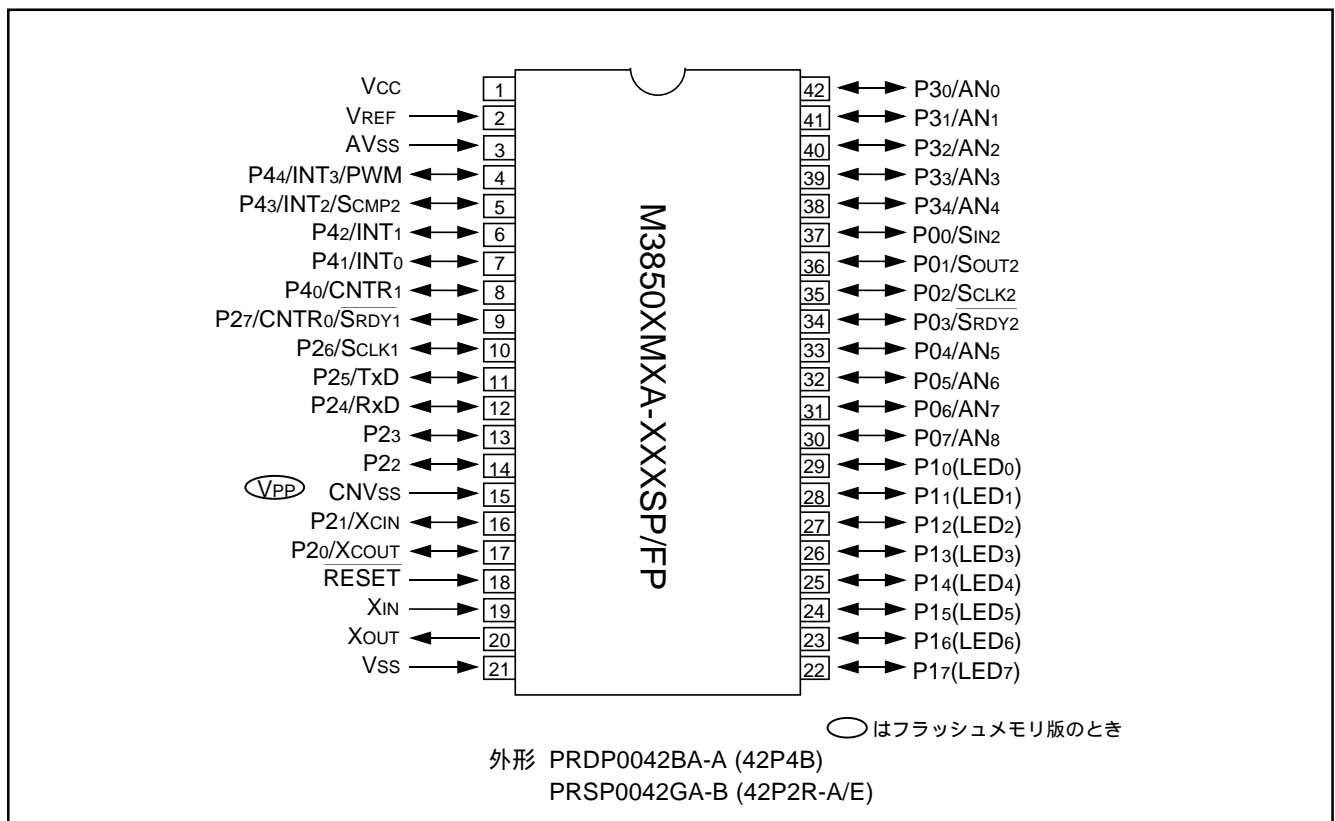 VCC 1 42 P30/AN0
VREF 2 41 P31/AN1
AVSS 3 40 P32/AN2
P44/INT3/PWM 4 39 P33/AN3
P43/INT2/SCMP2 5 38 P34/AN4
P42/INT1 6 37 P00/SIN2
P41/INT0 7 36 P01/SOUT2
P40/CNTR1 8 35 P02/SCLK2
P27/CNTR0/SRDY1 9 34 P03/SRDY2
P26/SCLK1 10 33 P04/AN5
P25/TxD 11 32 P05/AN6
P24/RxD 12 31 P06/AN7
P23 13 30 P07/AN8
P22 14 29 P10(LED0)
VPP CNVSS 15 28 P11(LED1)
P21/XCIN 16 27 P12(LED2)
P20/XCOUT 17 26 P13(LED3)
RESET 18 25 P14(LED4)
XIN 19 24 P15(LED5)
XOUT 20 23 P16(LED6)
VSS 21 22 P17(LED7)
M3850XMXA-XXXSP/FP
はフラッシュメモリ版のとき
外形 PRDP0042BA-A (42P4B)
PRSP0042GA-B (42P2R-A/E)